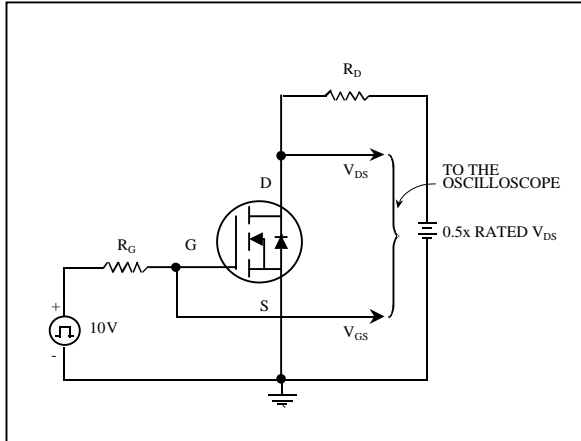 R_D
D
V_DS
TO THE
OSCILLOSCOPE
0.5x RATED V_DS
R_G
G
S
V_GS
+
10V
-